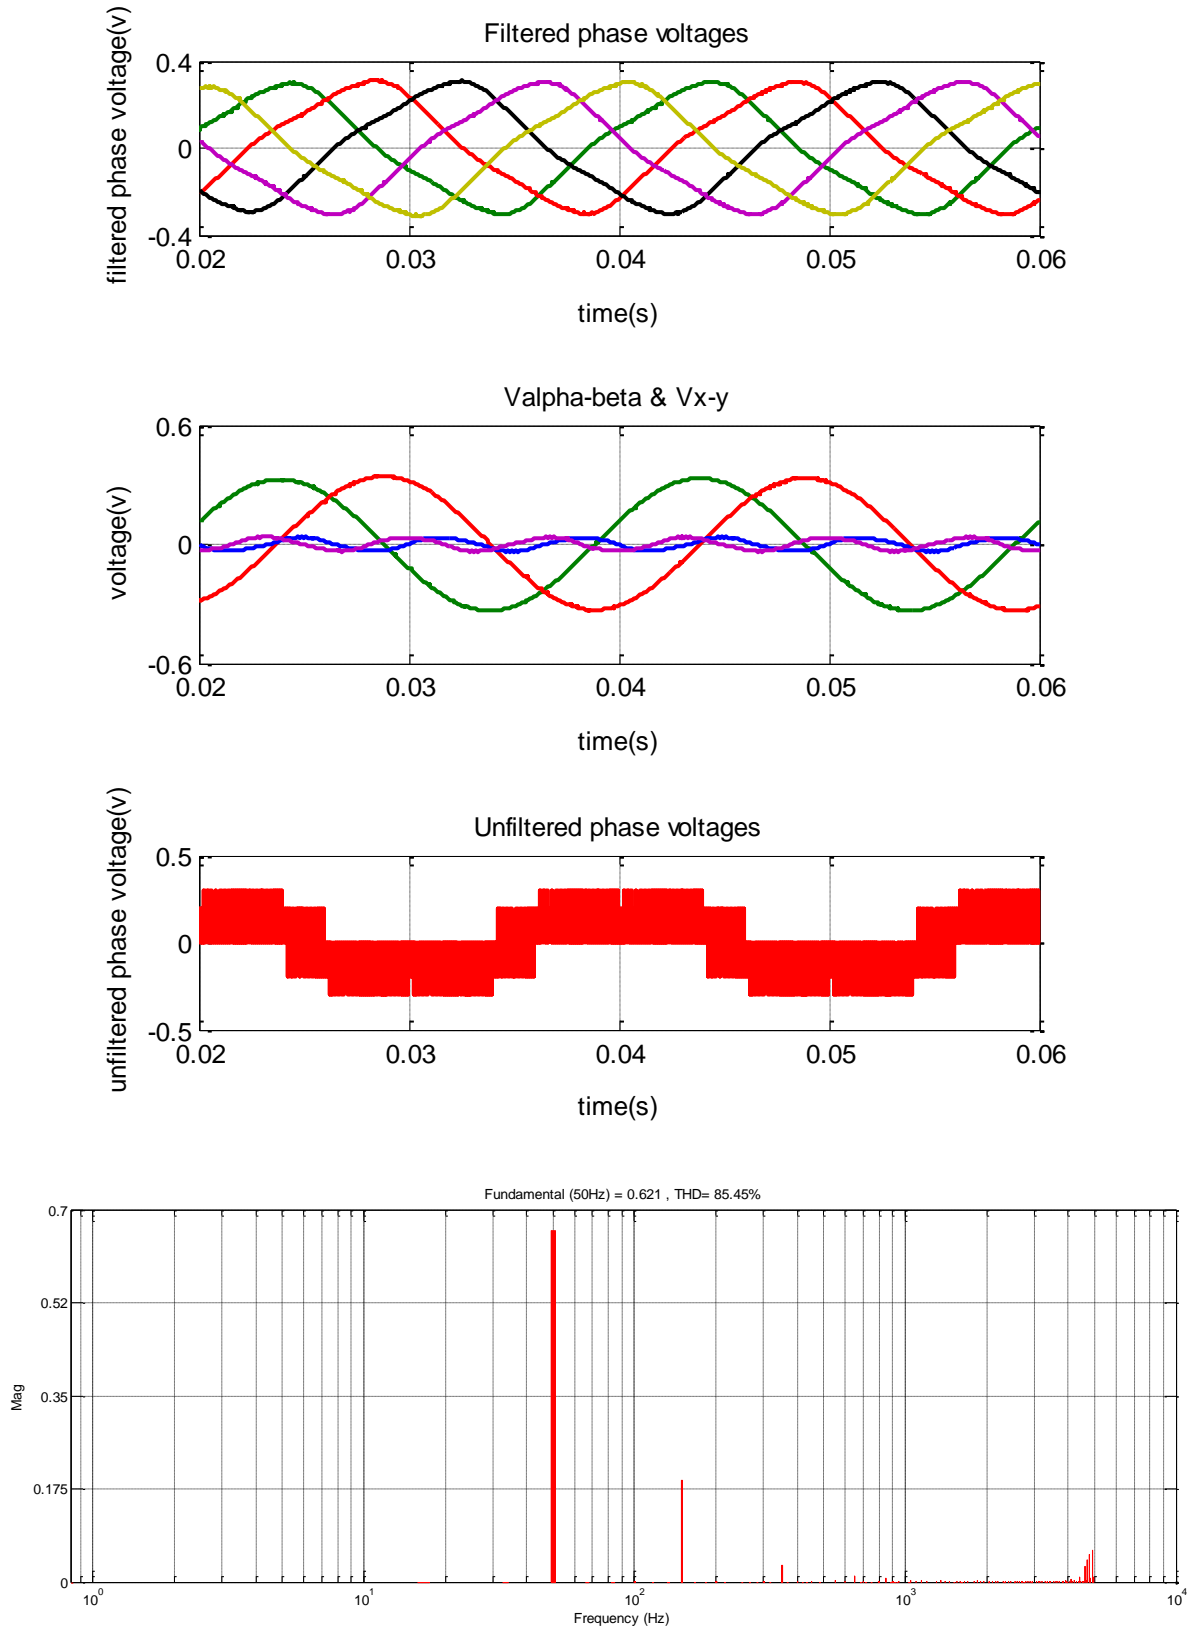 Filtered phase voltages
filtered phase voltage(v)
0.4
0
-0.4
0.02 0.03 0.04 0.05 0.06
time(s)
Valpha-beta & Vx-y
voltage(v)
0.6
0
-0.6
0.02 0.03 0.04 0.05 0.06
time(s)
Unfiltered phase voltages
unfiltered phase voltage(v)
0.5
0
-0.5
0.02 0.03 0.04 0.05 0.06
time(s)
Fundamental (50Hz) = 0.621 , THD= 85.45%
Mag
0.7
0.52
0.35
0.175
0
10^0 10^1 10^2 10^3 10^4
Frequency (Hz)